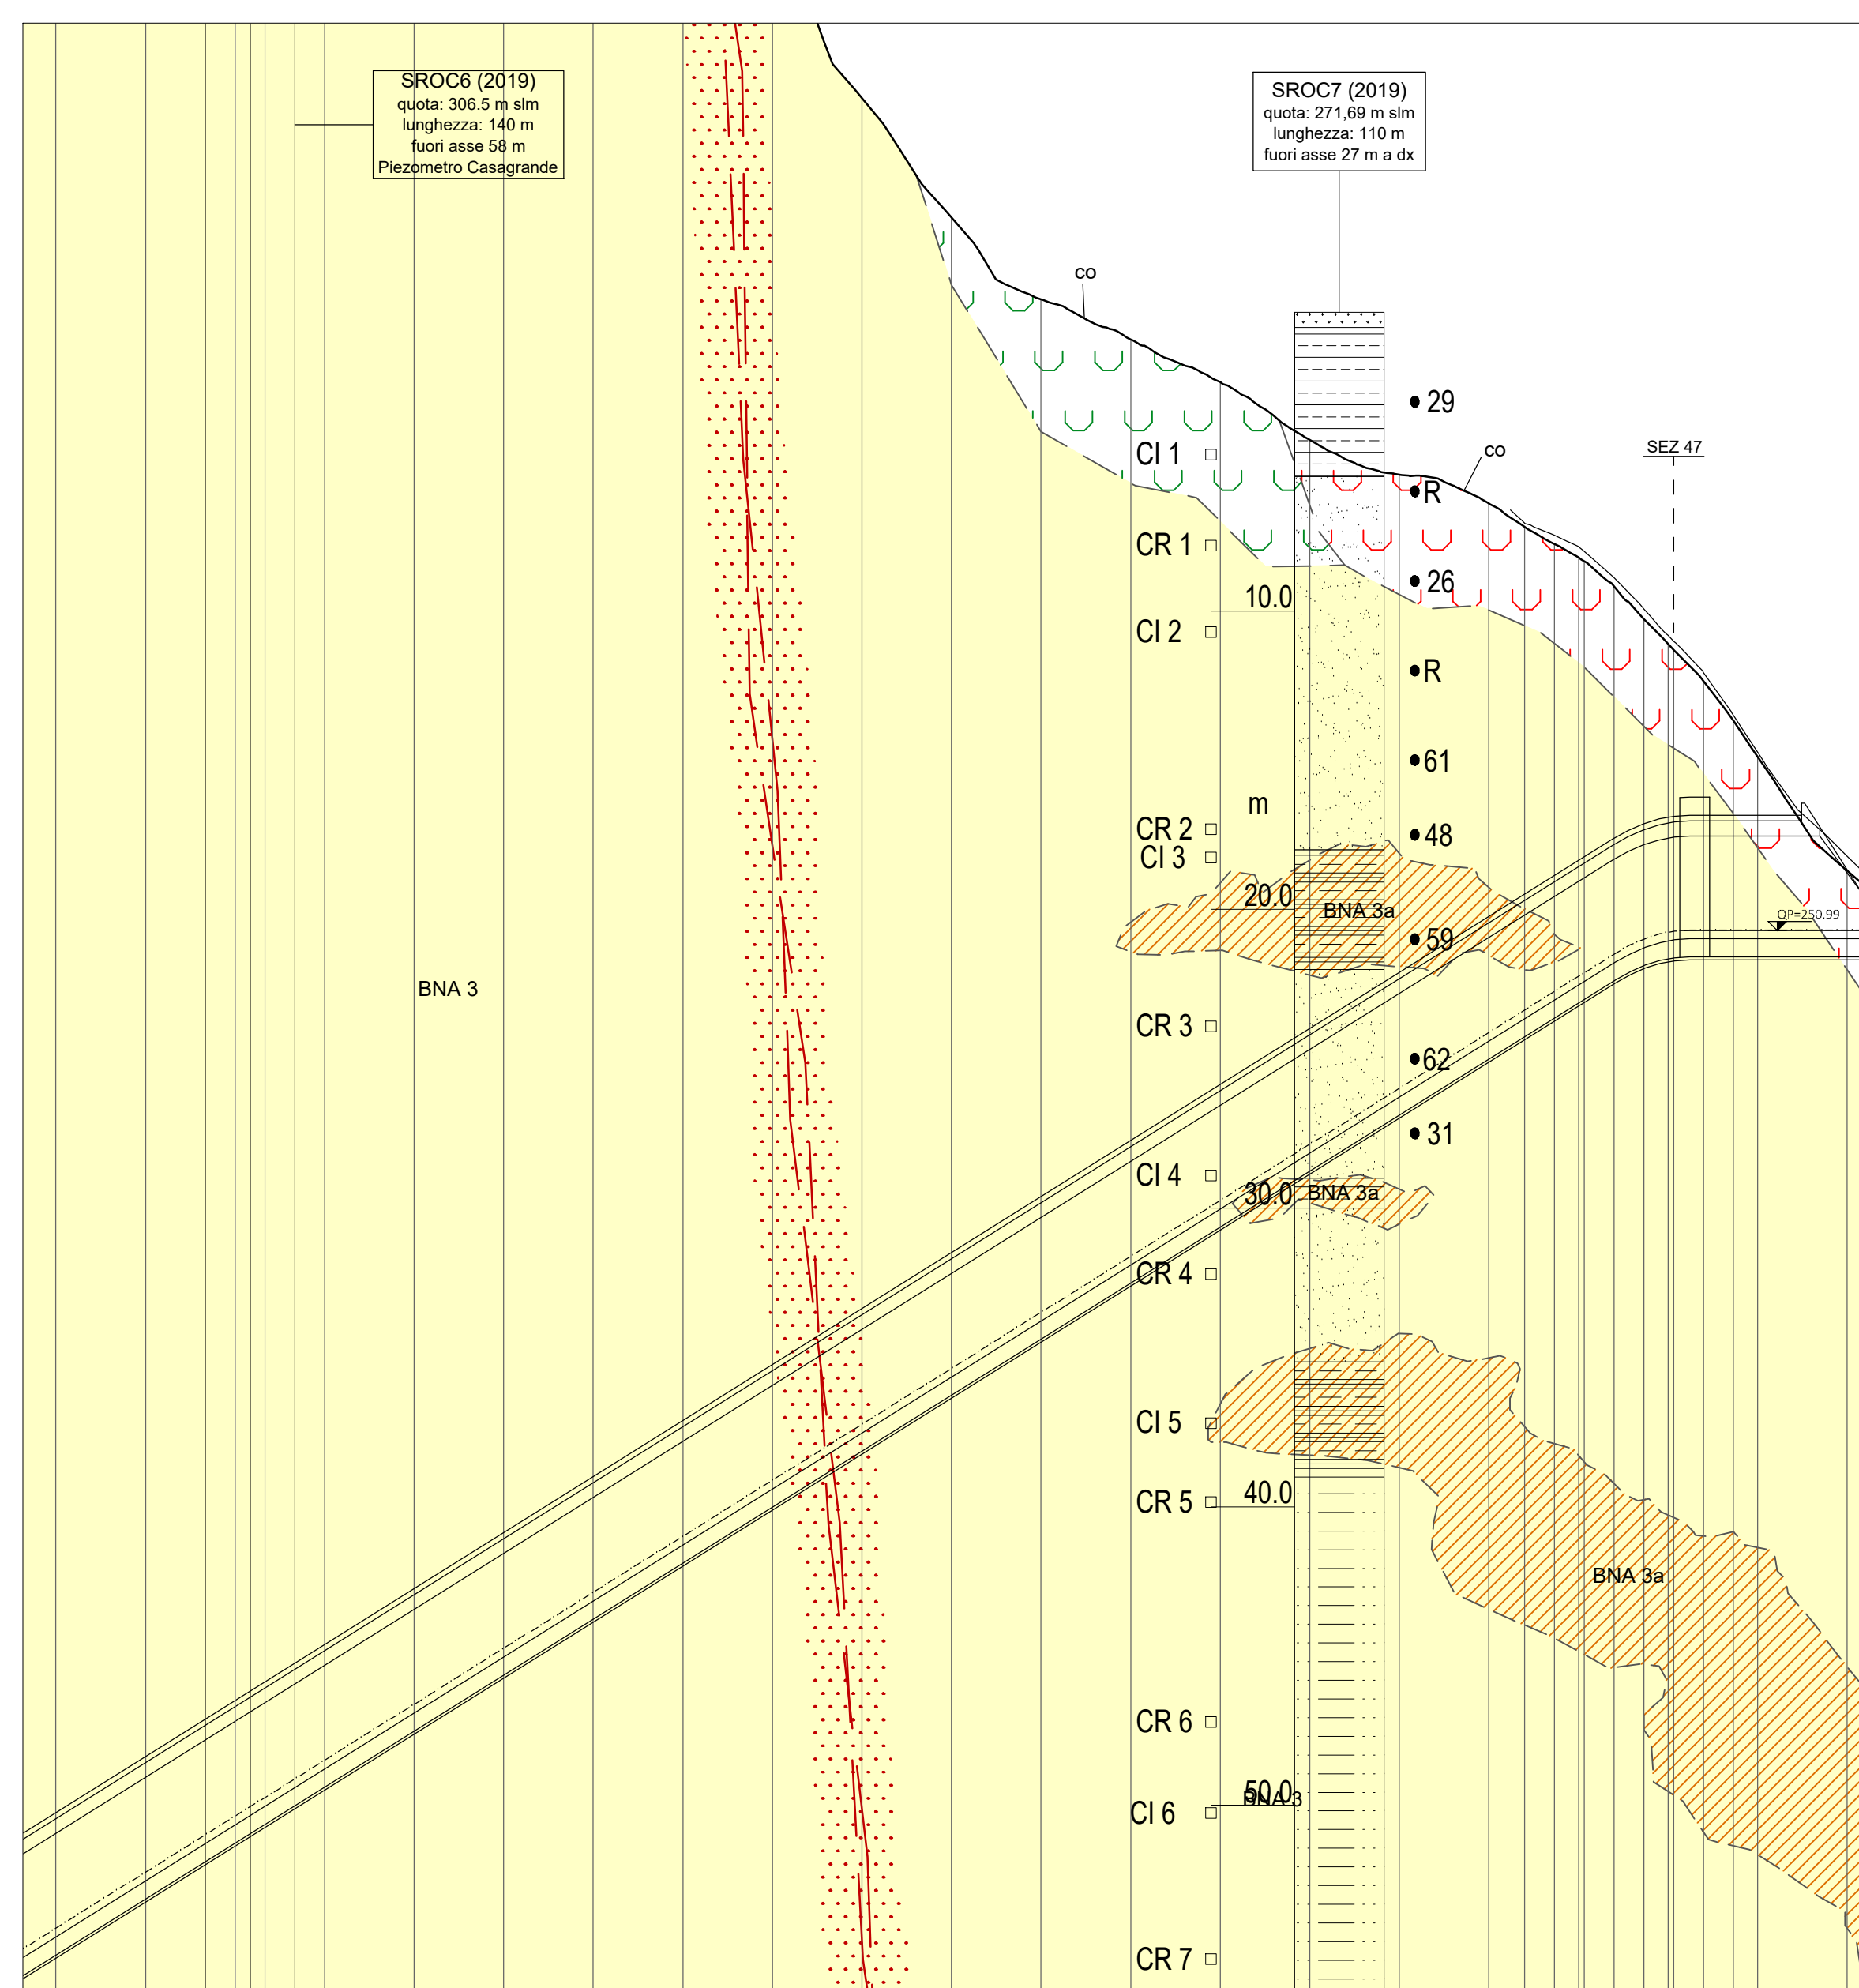 SROC6 (2019)
quota: 306.5 m slm
lunghezza: 140 m
fuori asse 58 m
Piezometro Casagrande
SROC7 (2019)
quota: 271,69 m slm
lunghezza: 110 m
fuori asse 27 m a dx
co
29
CI 1
co
SEZ 47
R
CR 1
26
10.0
CI 2
R
61
m
CR 2
48
CI 3
20.0
BNA 3a
QP=250.99
59
BNA 3
CR 3
62
31
CI 4
30.0
BNA 3a
CR 4
CI 5
40.0
CR 5
BNA 3a
CR 6
50.0
BNA 3
CI 6
CR 7